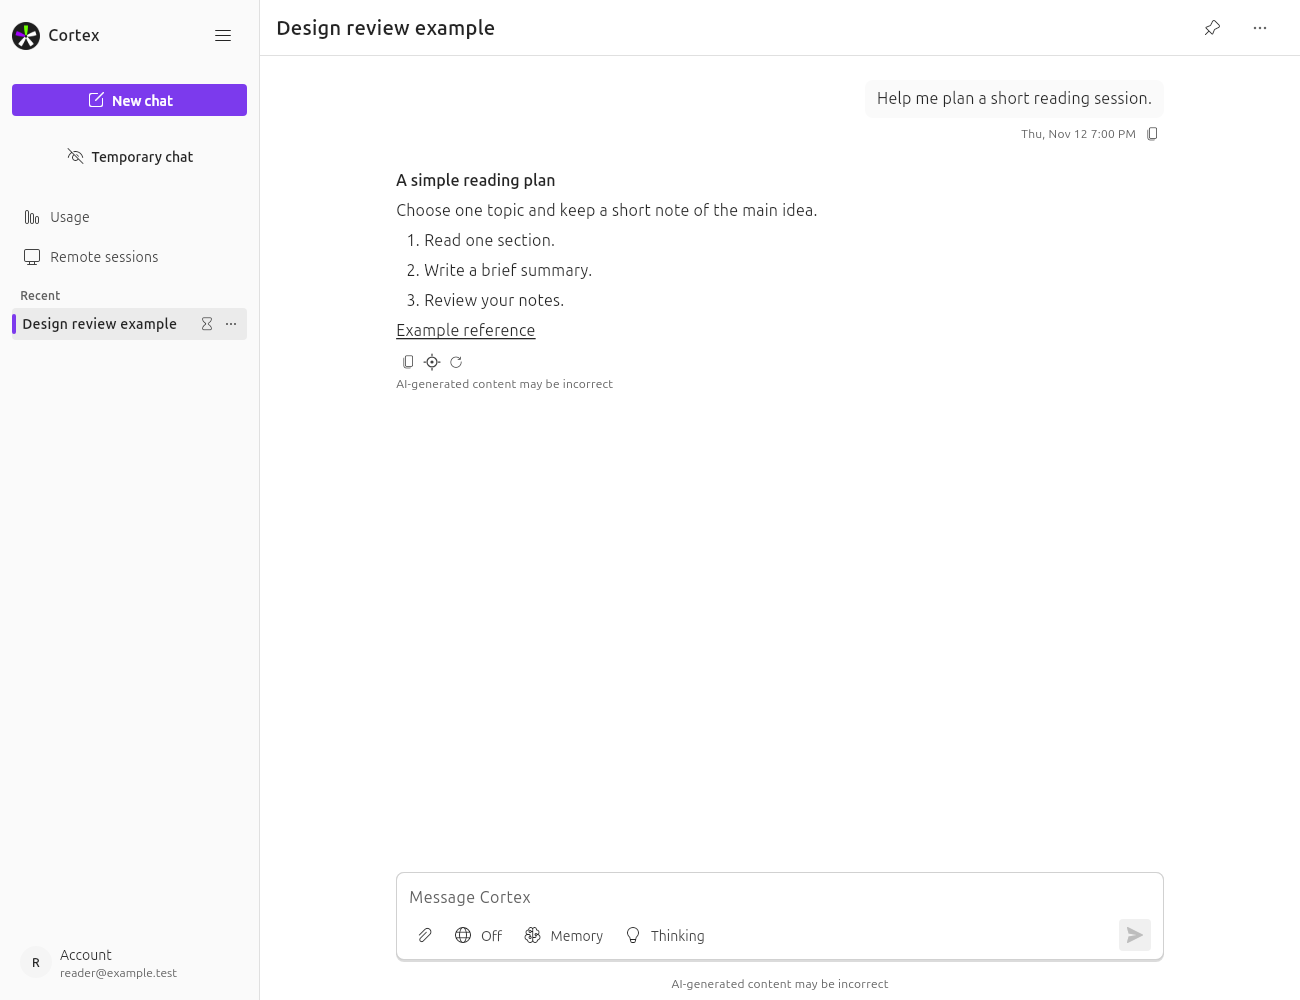 Cortex
New chat
Temporary chat
Usage
Remote sessions
Recent
Design review example
R
Account
reader@example.test
Design review example
Help me plan a short reading session.
Thu, Nov 12 7:00 PM
A simple reading plan
Choose one topic and keep a short note of the main idea.
1. Read one section.
2. Write a brief summary.
3. Review your notes.
Example reference
AI-generated content may be incorrect
Message Cortex
Off Memory Thinking
AI-generated content may be incorrect